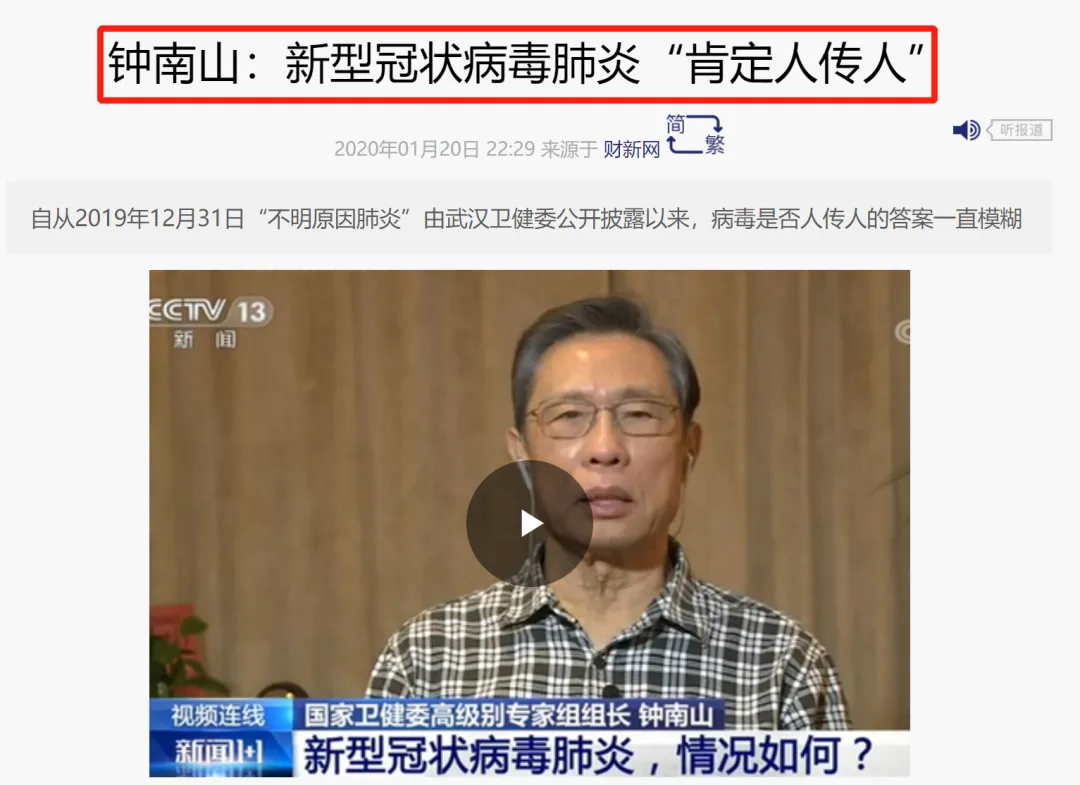 钟南山：新型冠状病毒肺炎“肯定人传人”
简
繁
2020年01月20日 22:29 来源于 财新网
听报道
自从2019年12月31日“不明原因肺炎”由武汉卫健委公开披露以来，病毒是否人传人的答案一直模糊
CCTV 13
新 闻
视频连线 国家卫健委高级别专家组组长 钟南山
新闻1+1 新型冠状病毒肺炎，情况如何？